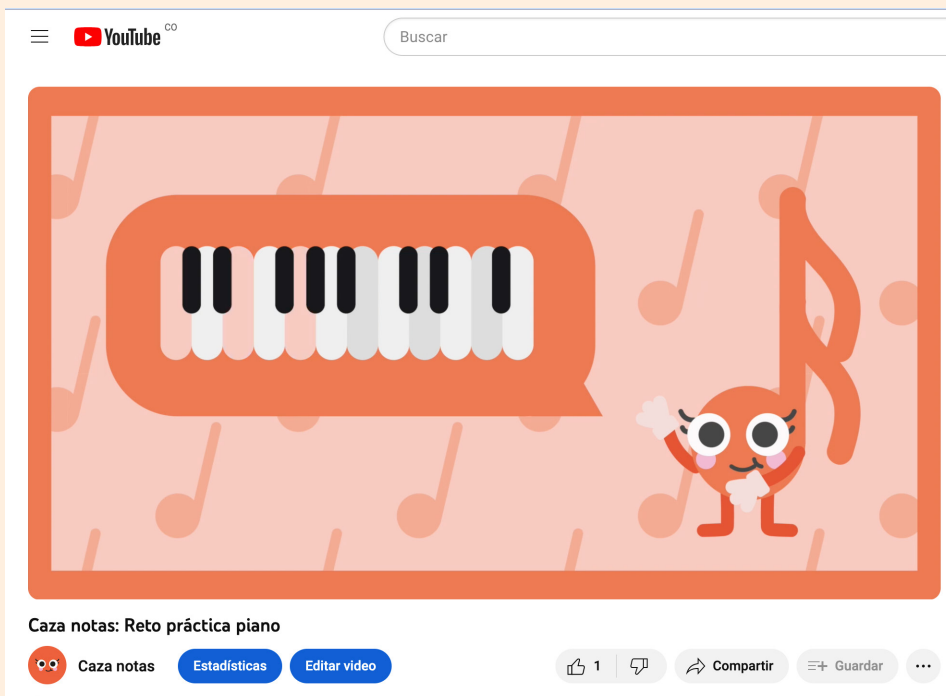 YouTube CO
Buscar
Caza notas: Reto práctica piano
Caza notas
Estadísticas
Editar video
1
Compartir
Guardar